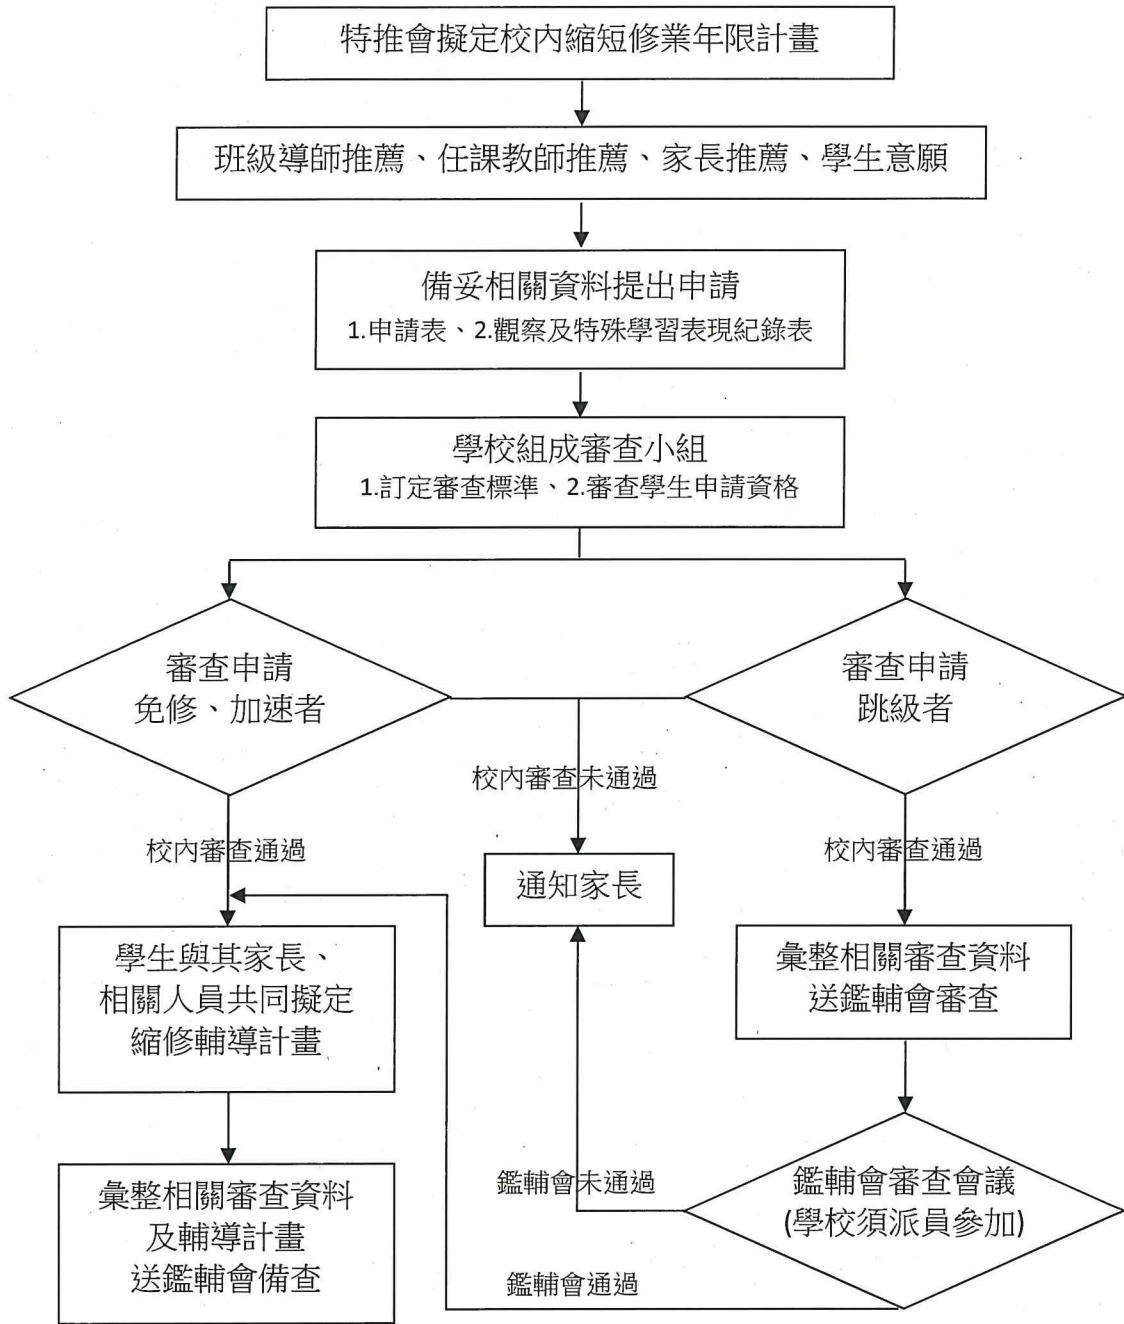 特推會擬定校內縮短修業年限計畫
班級導師推薦、任課教師推薦、家長推薦、學生意願
備妥相關資料提出申請
1.申請表、2.觀察及特殊學習表現紀錄表
學校組成審查小組
1.訂定審查標準、2.審查學生申請資格
審查申請
免修、加速者
審查申請
跳級者
校內審查未通過
校內審查通過
校內審查通過
通知家長
學生與其家長、
相關人員共同擬定
縮修輔導計畫
彙整相關審查資料
送鑑輔會審查
彙整相關審查資料
及輔導計畫
送鑑輔會備查
鑑輔會未通過
鑑輔會審查會議
(學校須派員參加)
鑑輔會通過